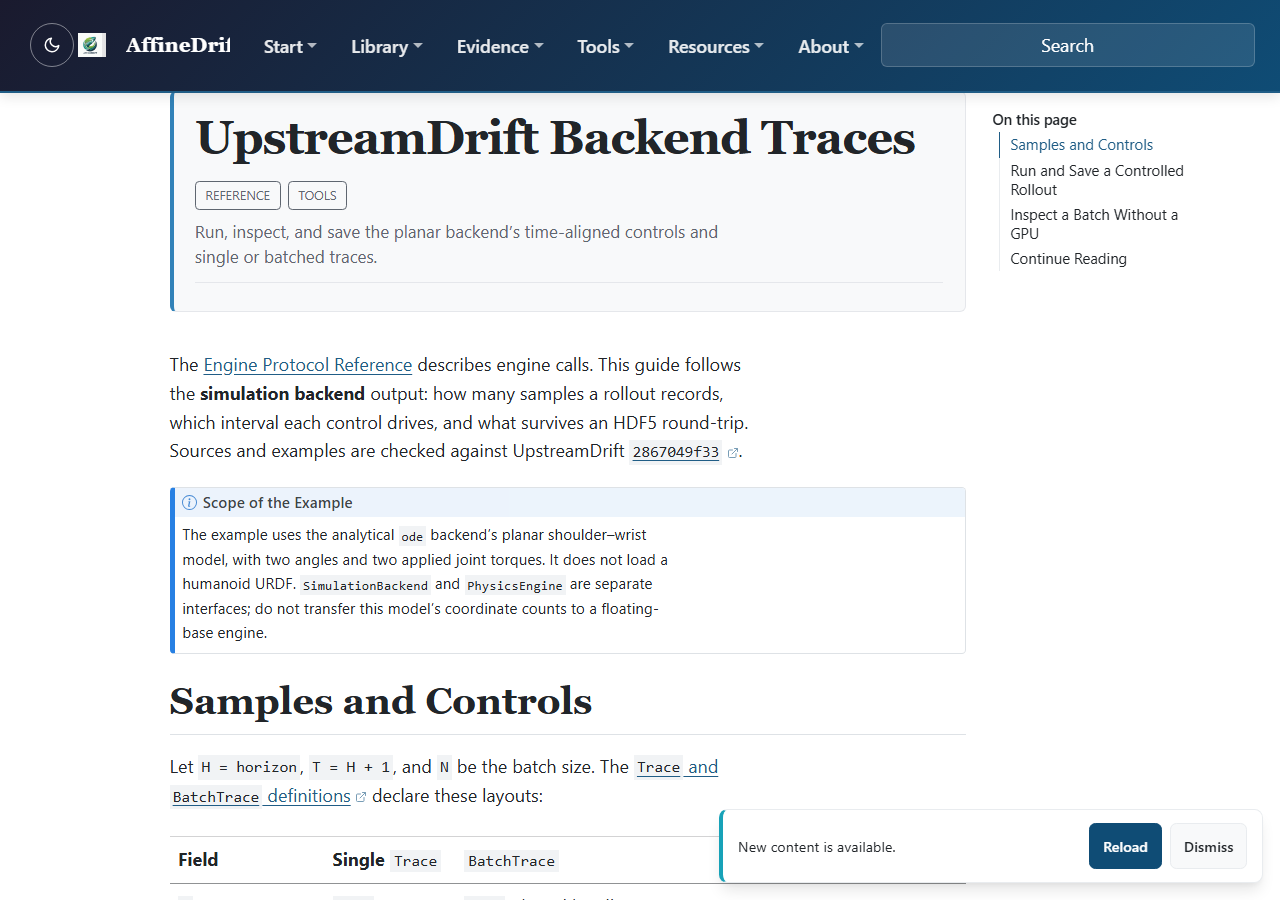 AffineDrif
Start
Library
Evidence
Tools
Resources
About
Search
UpstreamDrift Backend Traces
REFERENCE
TOOLS
Run, inspect, and save the planar backend’s time-aligned controls and
single or batched traces.
On this page
Samples and Controls
Run and Save a Controlled
Rollout
Inspect a Batch Without a
GPU
Continue Reading
The Engine Protocol Reference describes engine calls. This guide follows
the simulation backend output: how many samples a rollout records,
which interval each control drives, and what survives an HDF5 round-trip.
Sources and examples are checked against UpstreamDrift 2867049f33.
Scope of the Example
The example uses the analytical ode backend’s planar shoulder–wrist
model, with two angles and two applied joint torques. It does not load a
humanoid URDF. SimulationBackend and PhysicsEngine are separate
interfaces; do not transfer this model’s coordinate counts to a floating-
base engine.
Samples and Controls
Let H = horizon, T = H + 1, and N be the batch size. The Trace and
BatchTrace definitions declare these layouts:
Field Single Trace BatchTrace
New content is available.
Reload
Dismiss